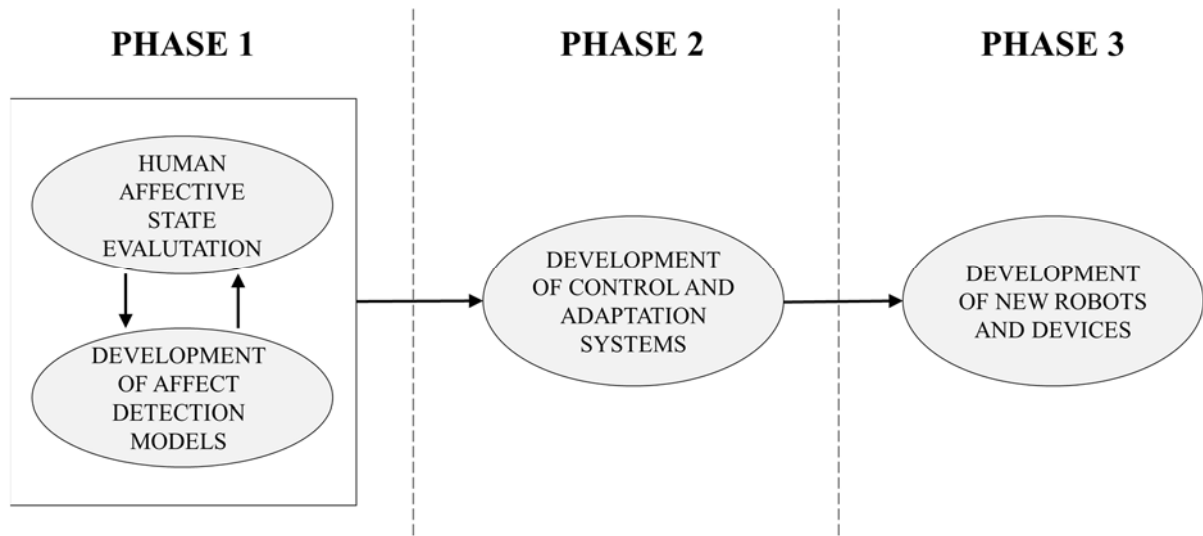 PHASE 1
HUMAN
AFFECTIVE
STATE
EVALUTATION
DEVELOPMENT
OF AFFECT
DETECTION
MODELS
PHASE 2
DEVELOPMENT
OF CONTROL AND
ADAPTATION
SYSTEMS
PHASE 3
DEVELOPMENT
OF NEW ROBOTS
AND DEVICES